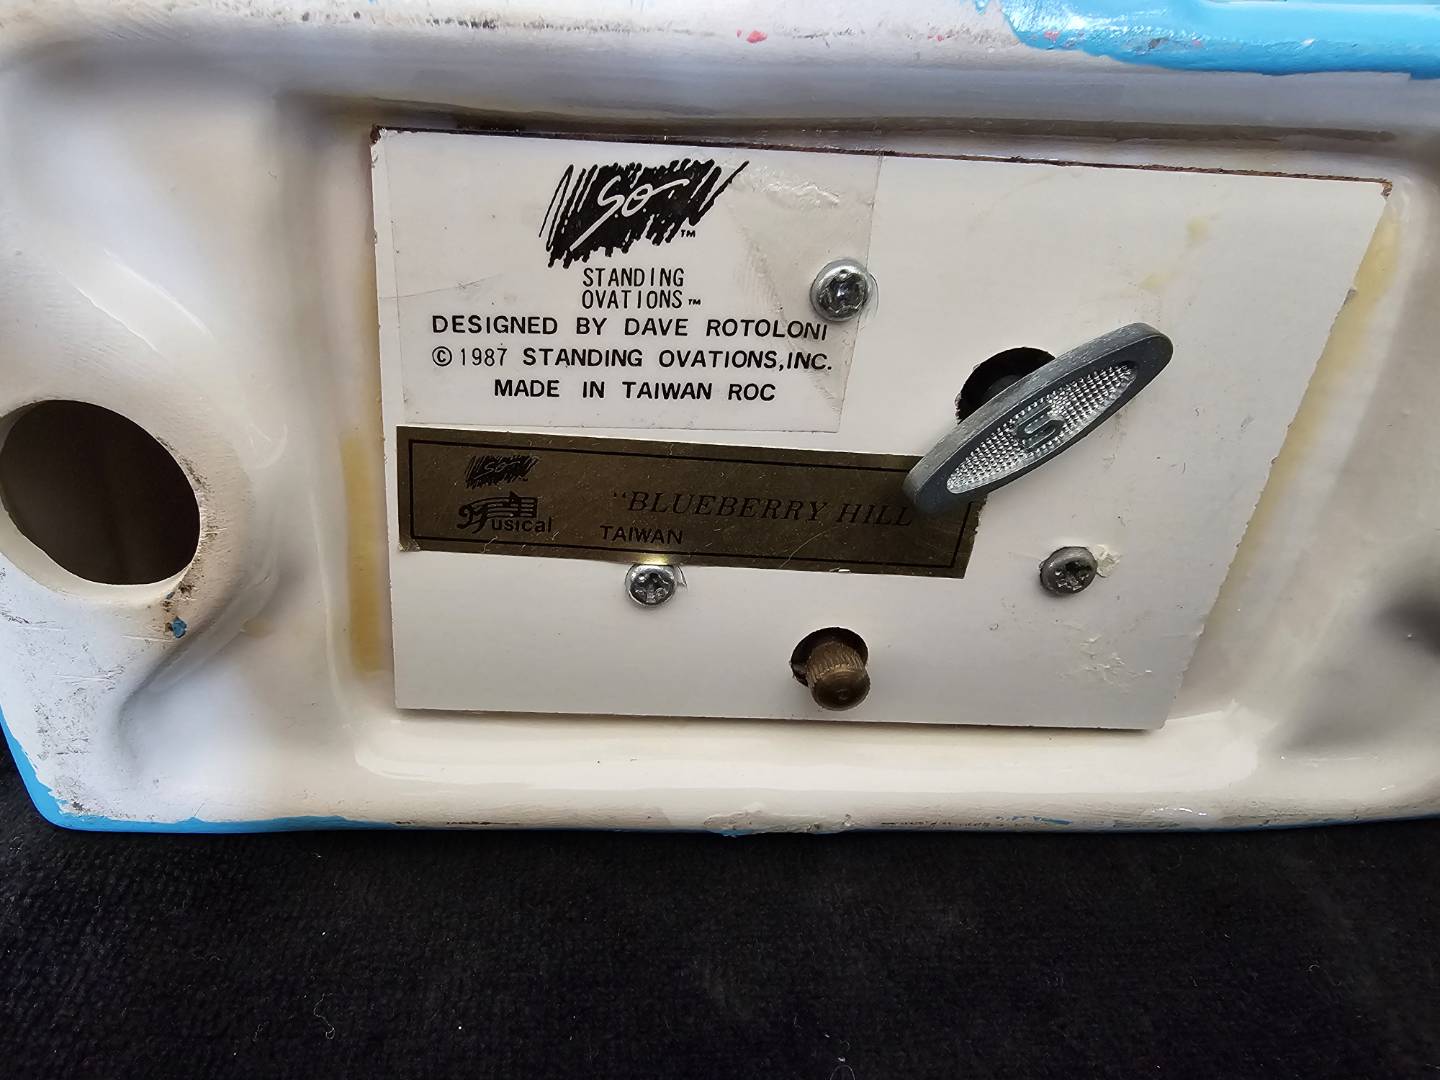 SO™
STANDING
OVATIONS™
DESIGNED BY DAVE ROTOLONI
© 1987 STANDING OVATIONS, INC.
MADE IN TAIWAN ROC
SO
Musical
"BLUEBERRY HILL
TAIWAN
S